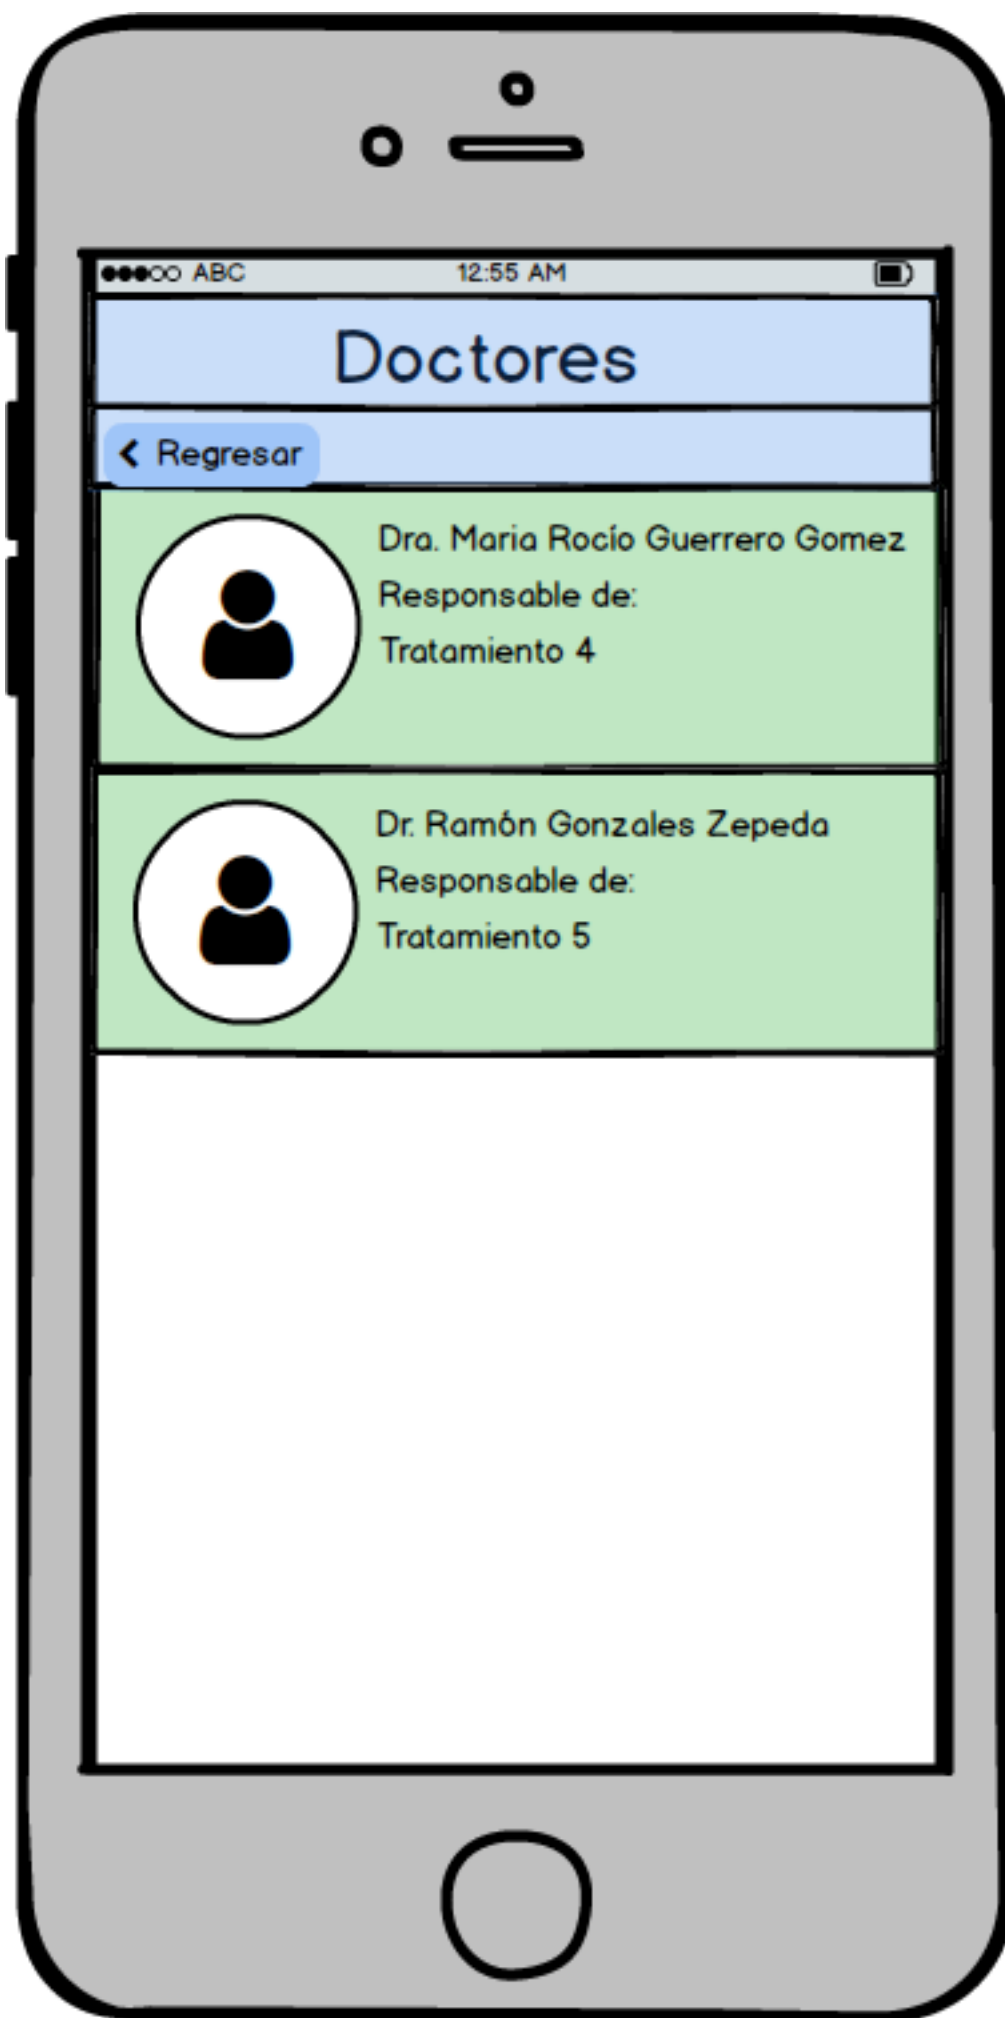 ABC 12:55 AM
Doctores
Regresar
Dra. Maria Rocío Guerrero Gomez
Responsable de:
Tratamiento 4
Dr. Ramón Gonzales Zepeda
Responsable de:
Tratamiento 5